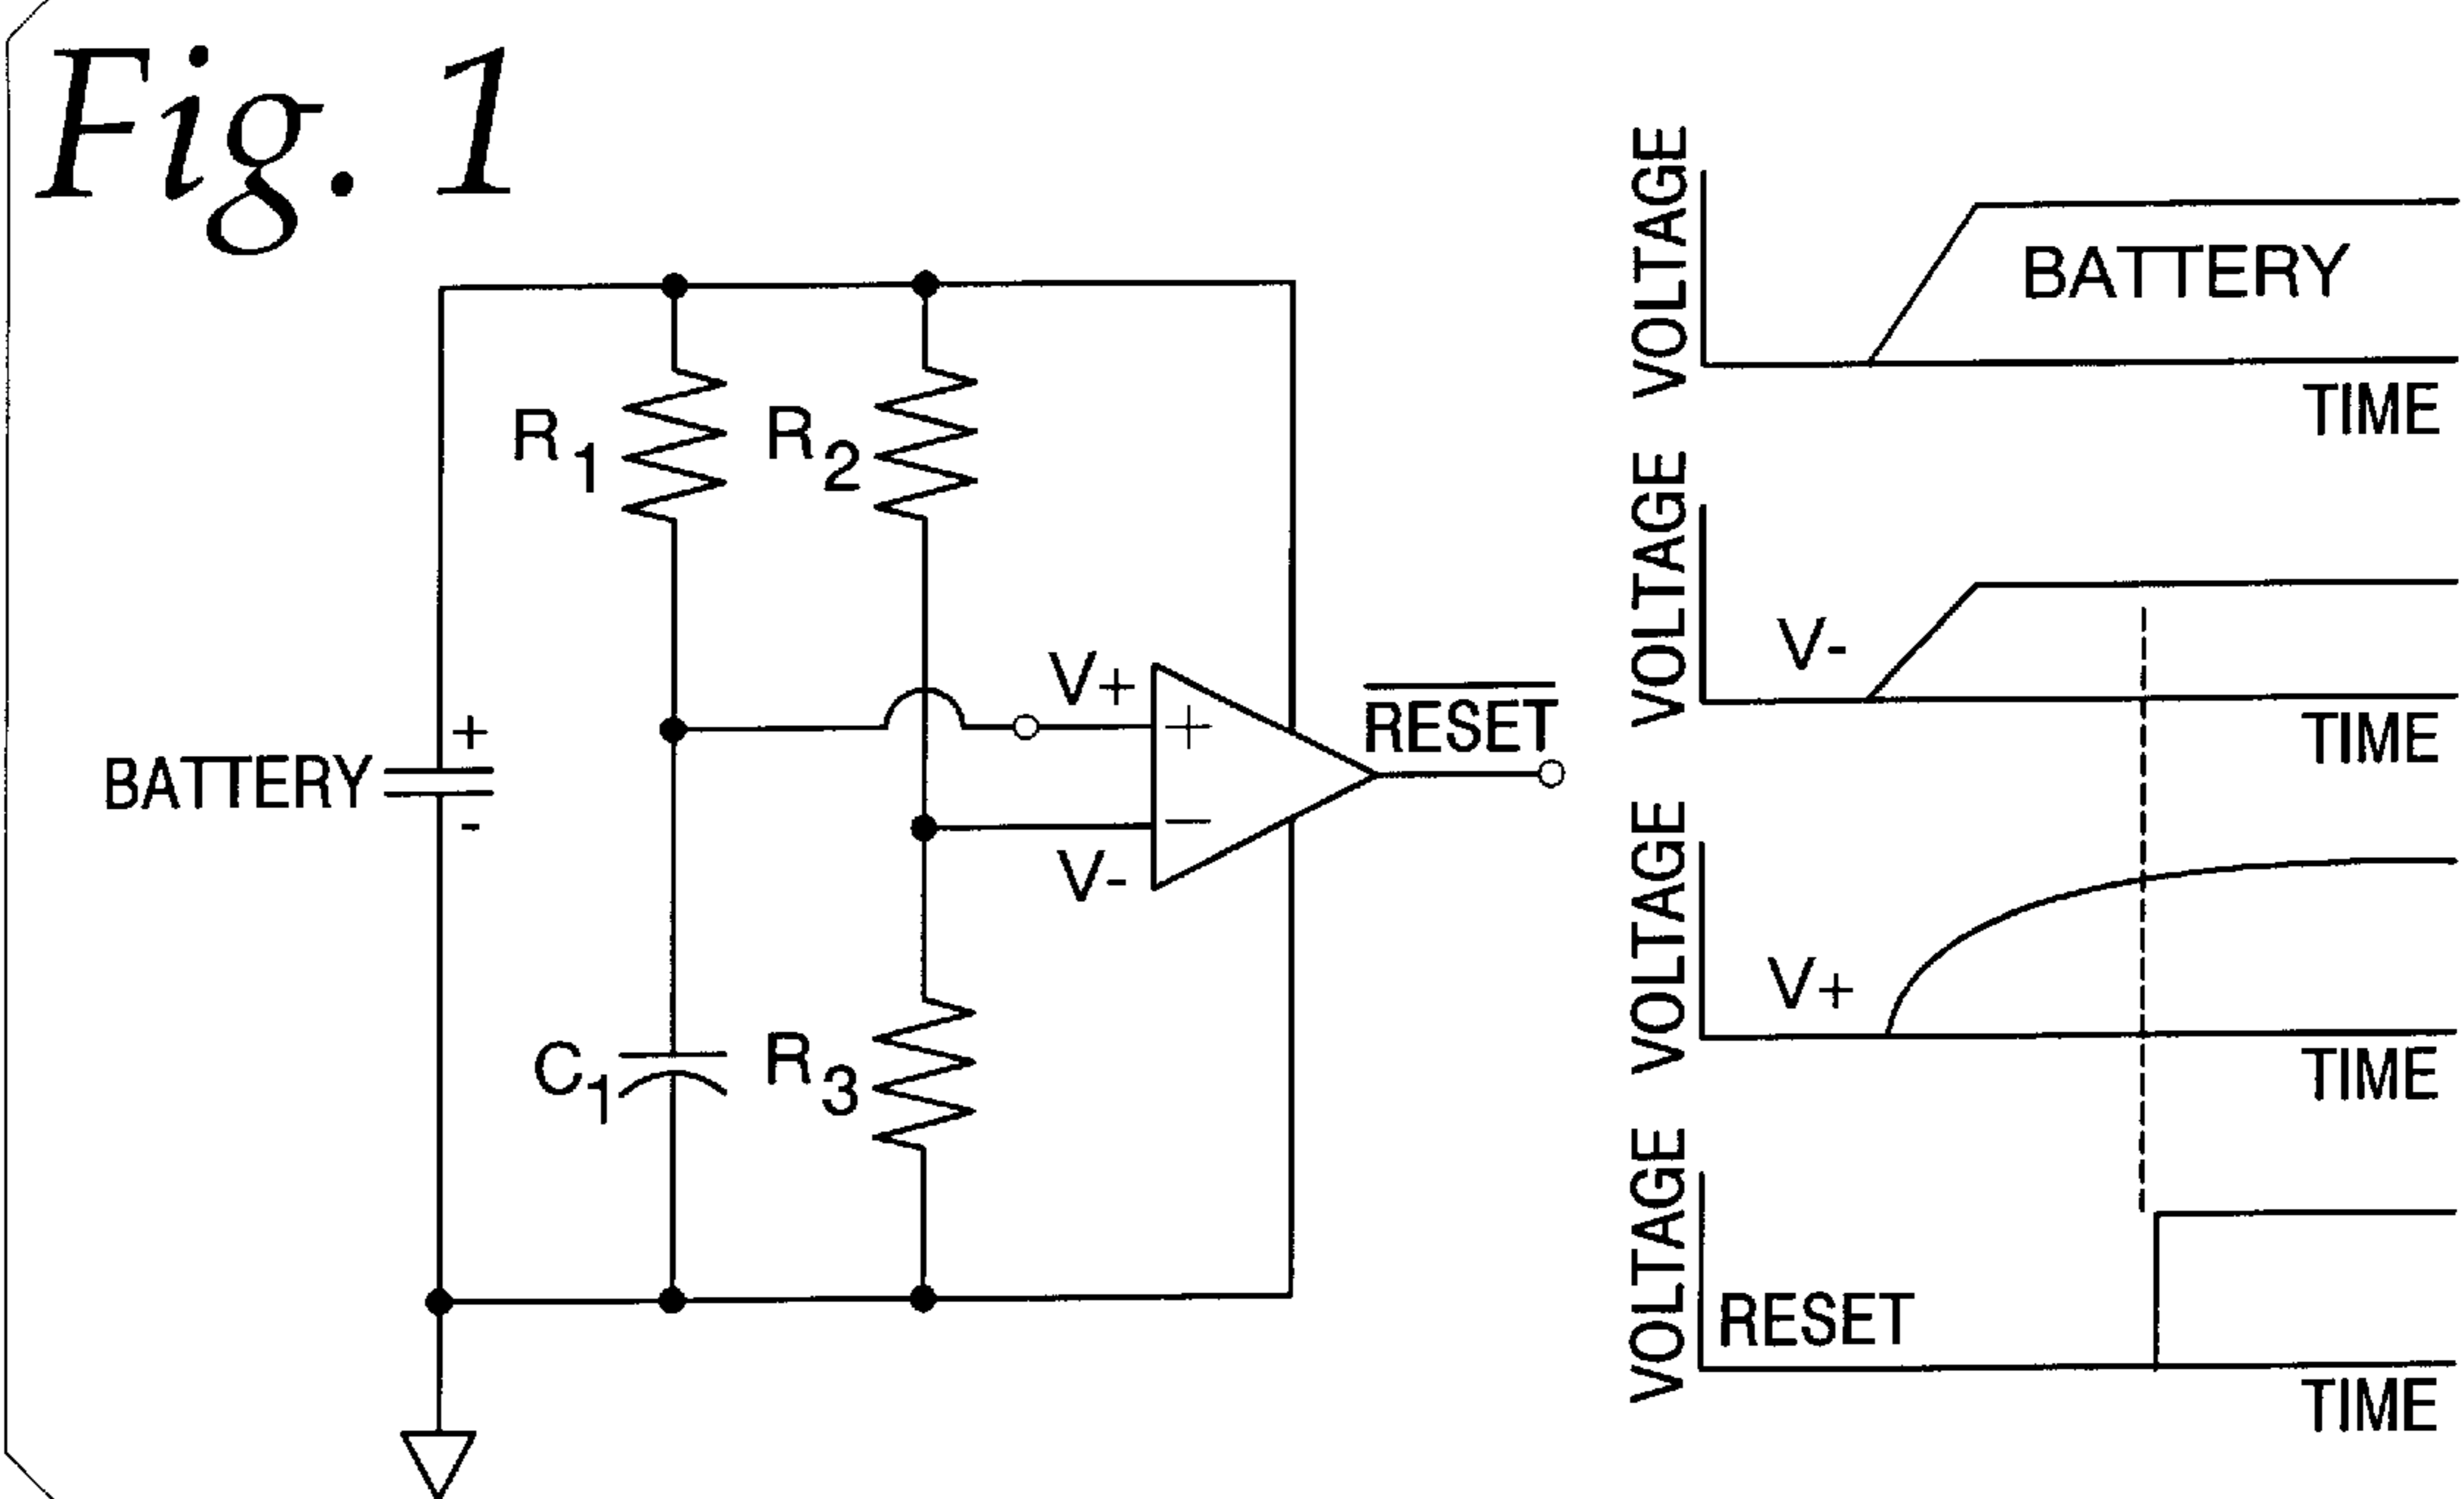 Fig. 1
R1
R2
V+
+
RESET
BATTERY
+
-
−
V-
C1
R3
VOLTAGE
BATTERY
TIME
VOLTAGE
V-
TIME
VOLTAGE
V+
TIME
VOLTAGE
RESET
TIME